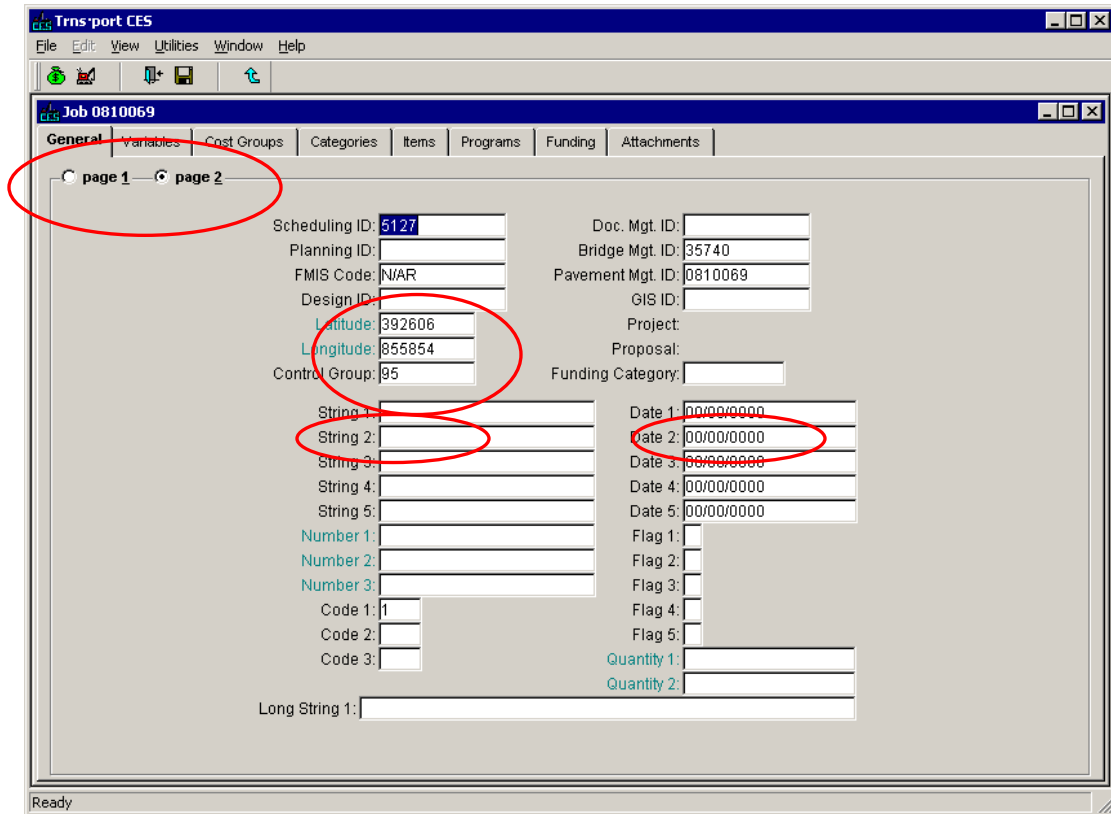 Trns·port CES
File Edit View Utilities Window Help
Job 0810069
General Variables Cost Groups Categories Items Programs Funding Attachments
page 1 page 2
Scheduling ID: 5127 Doc. Mgt. ID:
Planning ID: Bridge Mgt. ID: 35740
FMIS Code: N/AR Pavement Mgt. ID: 0810069
Design ID: GIS ID:
Latitude: 392606 Project:
Longitude: 855854 Proposal:
Control Group: 95 Funding Category:
String 1: Date 1: 00/00/0000
String 2: Date 2: 00/00/0000
String 3: Date 3: 00/00/0000
String 4: Date 4: 00/00/0000
String 5: Date 5: 00/00/0000
Number 1: Flag 1:
Number 2: Flag 2:
Number 3: Flag 3:
Code 1: 1 Flag 4:
Code 2: Flag 5:
Code 3: Quantity 1:
Quantity 2:
Long String 1:
Ready